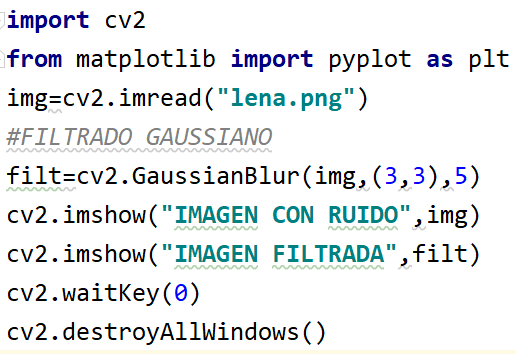 import cv2
from matplotlib import pyplot as plt
img=cv2.imread("lena.png")
#FILTRADO GAUSSIANO
filt=cv2.GaussianBlur(img,(3,3),5)
cv2.imshow("IMAGEN CON RUIDO",img)
cv2.imshow("IMAGEN FILTRADA",filt)
cv2.waitKey(0)
cv2.destroyAllWindows()